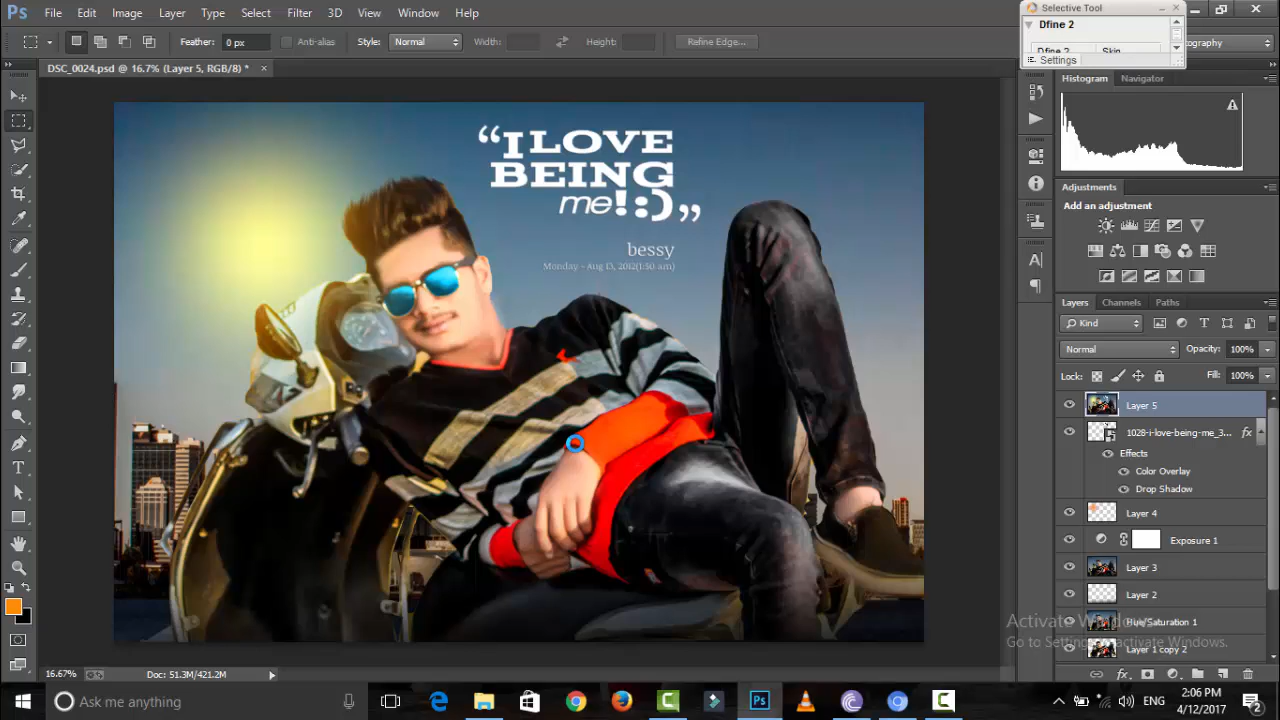 Ps File Edit Image Layer Type Select Filter 3D View Window Help
Selective Tool
Dfine 2
Settings
Feather: 0 px Anti-alias Style: Normal Width: Height: Refine Edge...
DSC_0024.psd @ 16.7% (Layer 5, RGB/8) *
Histogram Navigator
“I LOVE
BEING
me!:)”
bessy
Monday - Aug 13, 2012(1:50 am)
Adjustments
Add an adjustment
Layers Channels Paths
Kind
Normal Opacity: 100%
Lock: Fill: 100%
Layer 5
1028-i-love-being-me_3... fx
Effects
Color Overlay
Drop Shadow
Layer 4
Exposure 1
Layer 3
Layer 2
Hue/Saturation 1
Layer 1 copy 2
Activate Windows
Go to Settings to activate Windows.
16.67% Doc: 51.3M/421.2M
Ask me anything
ENG
2:06 PM
4/12/2017
2